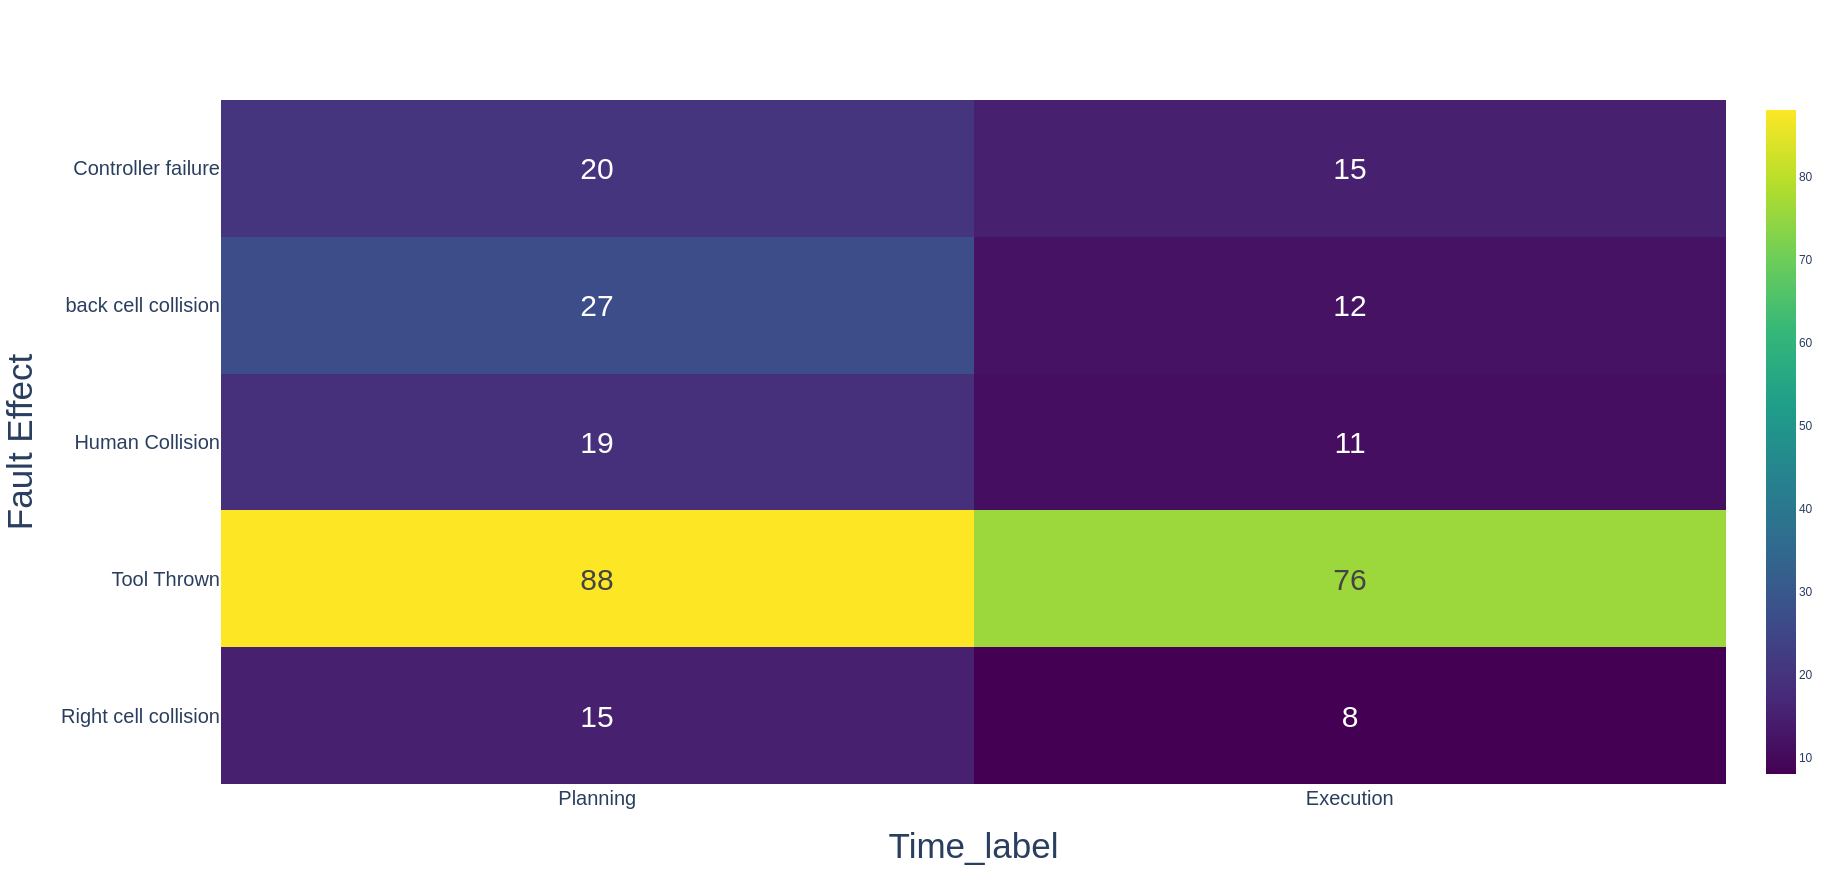 Fault Effect
Controller failure 20 15
back cell collision 27 12
Human Collision 19 11
Tool Thrown 88 76
Right cell collision 15 8
Planning Execution
Time_label
80
70
60
50
40
30
20
10